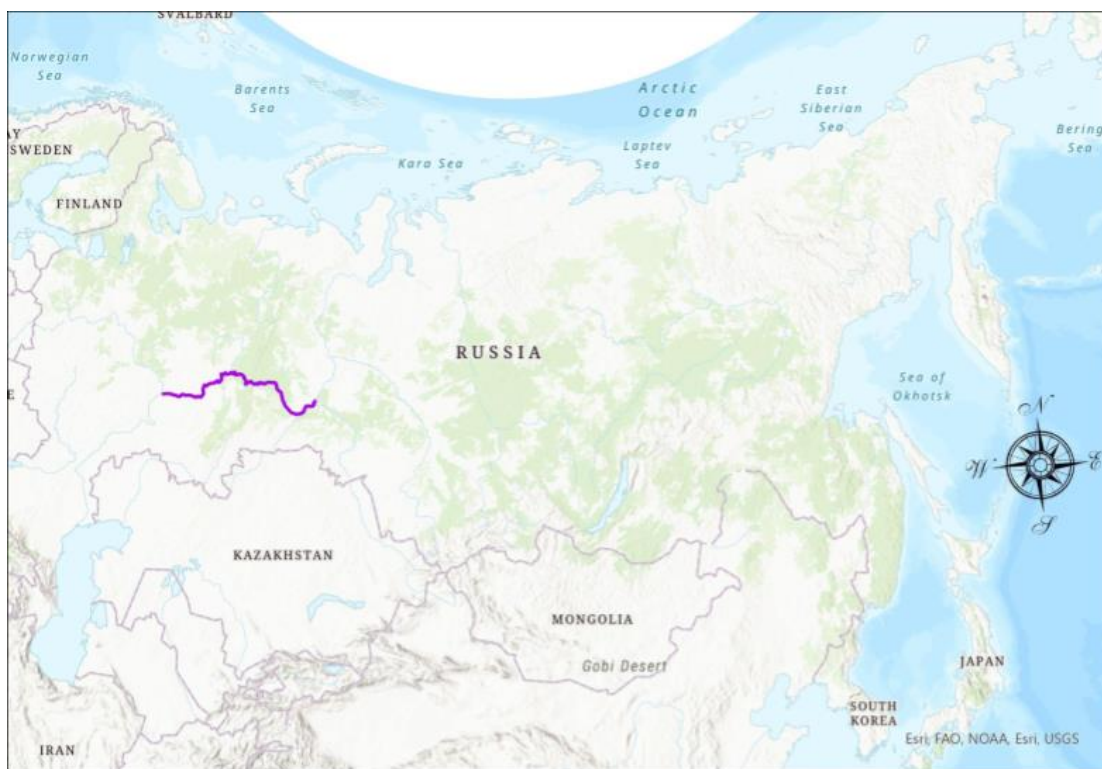 SVALBARD
Norwegian
Sea
Barents
Sea
Arctic
Ocean
East
Siberian
Sea
Bering
Sea
Kara Sea
Laptev
Sea
AY
SWEDEN
FINLAND
RUSSIA
Sea of
Okhotsk
E
N
W
E
S
KAZAKHSTAN
MONGOLIA
Gobi Desert
JAPAN
SOUTH
KOREA
IRAN
Esri, FAO, NOAA, Esri, USGS